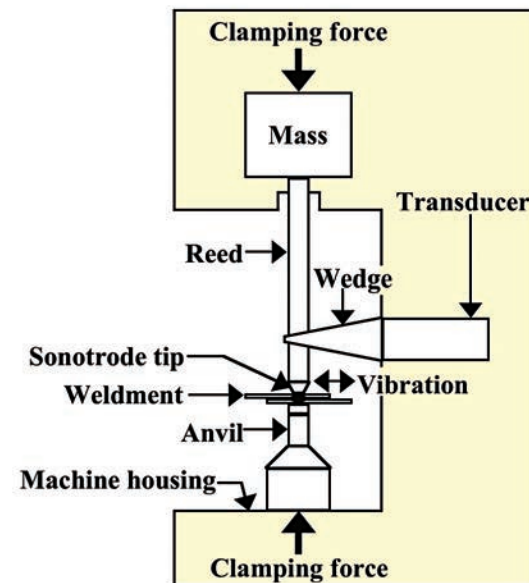 Clamping force
Mass
Transducer
Reed
Wedge
Sonotrode tip
Weldment
Vibration
Anvil
Machine housing
Clamping force